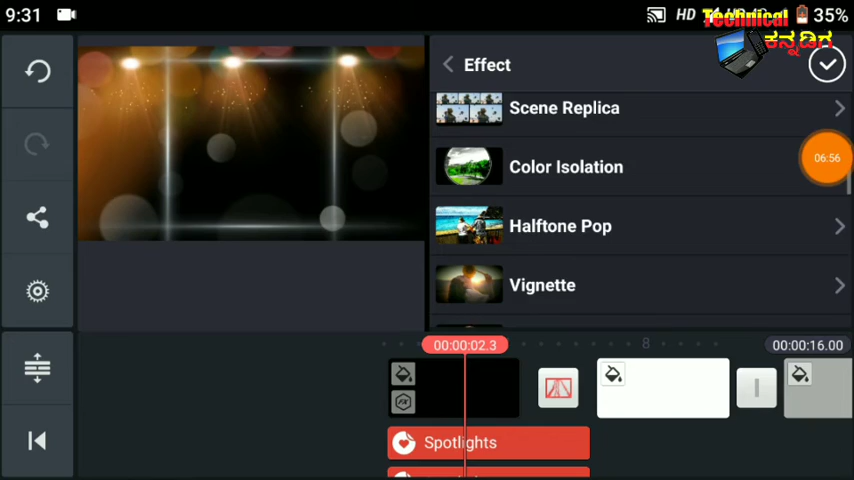 9:31
HD
35%
Technical
ಕನ್ನಡಿಗ
Effect
Scene Replica
Color Isolation
06:56
Halftone Pop
Vignette
00:00:02.3
8
00:00:16.00
Spotlights